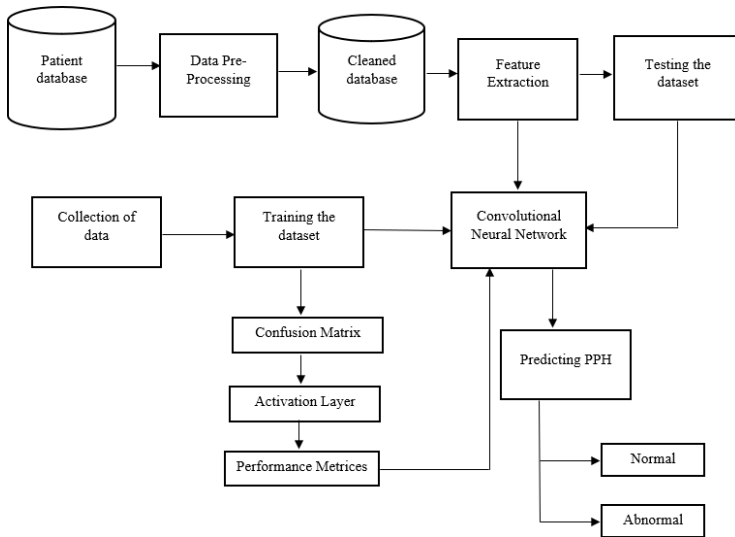 Patient
database
Data Pre-
Processing
Cleaned
database
Feature
Extraction
Testing the
dataset
Collection of
data
Training the
dataset
Convolutional
Neural Network
Confusion Matrix
Predicting PPH
Activation Layer
Performance Metrices
Normal
Abnormal